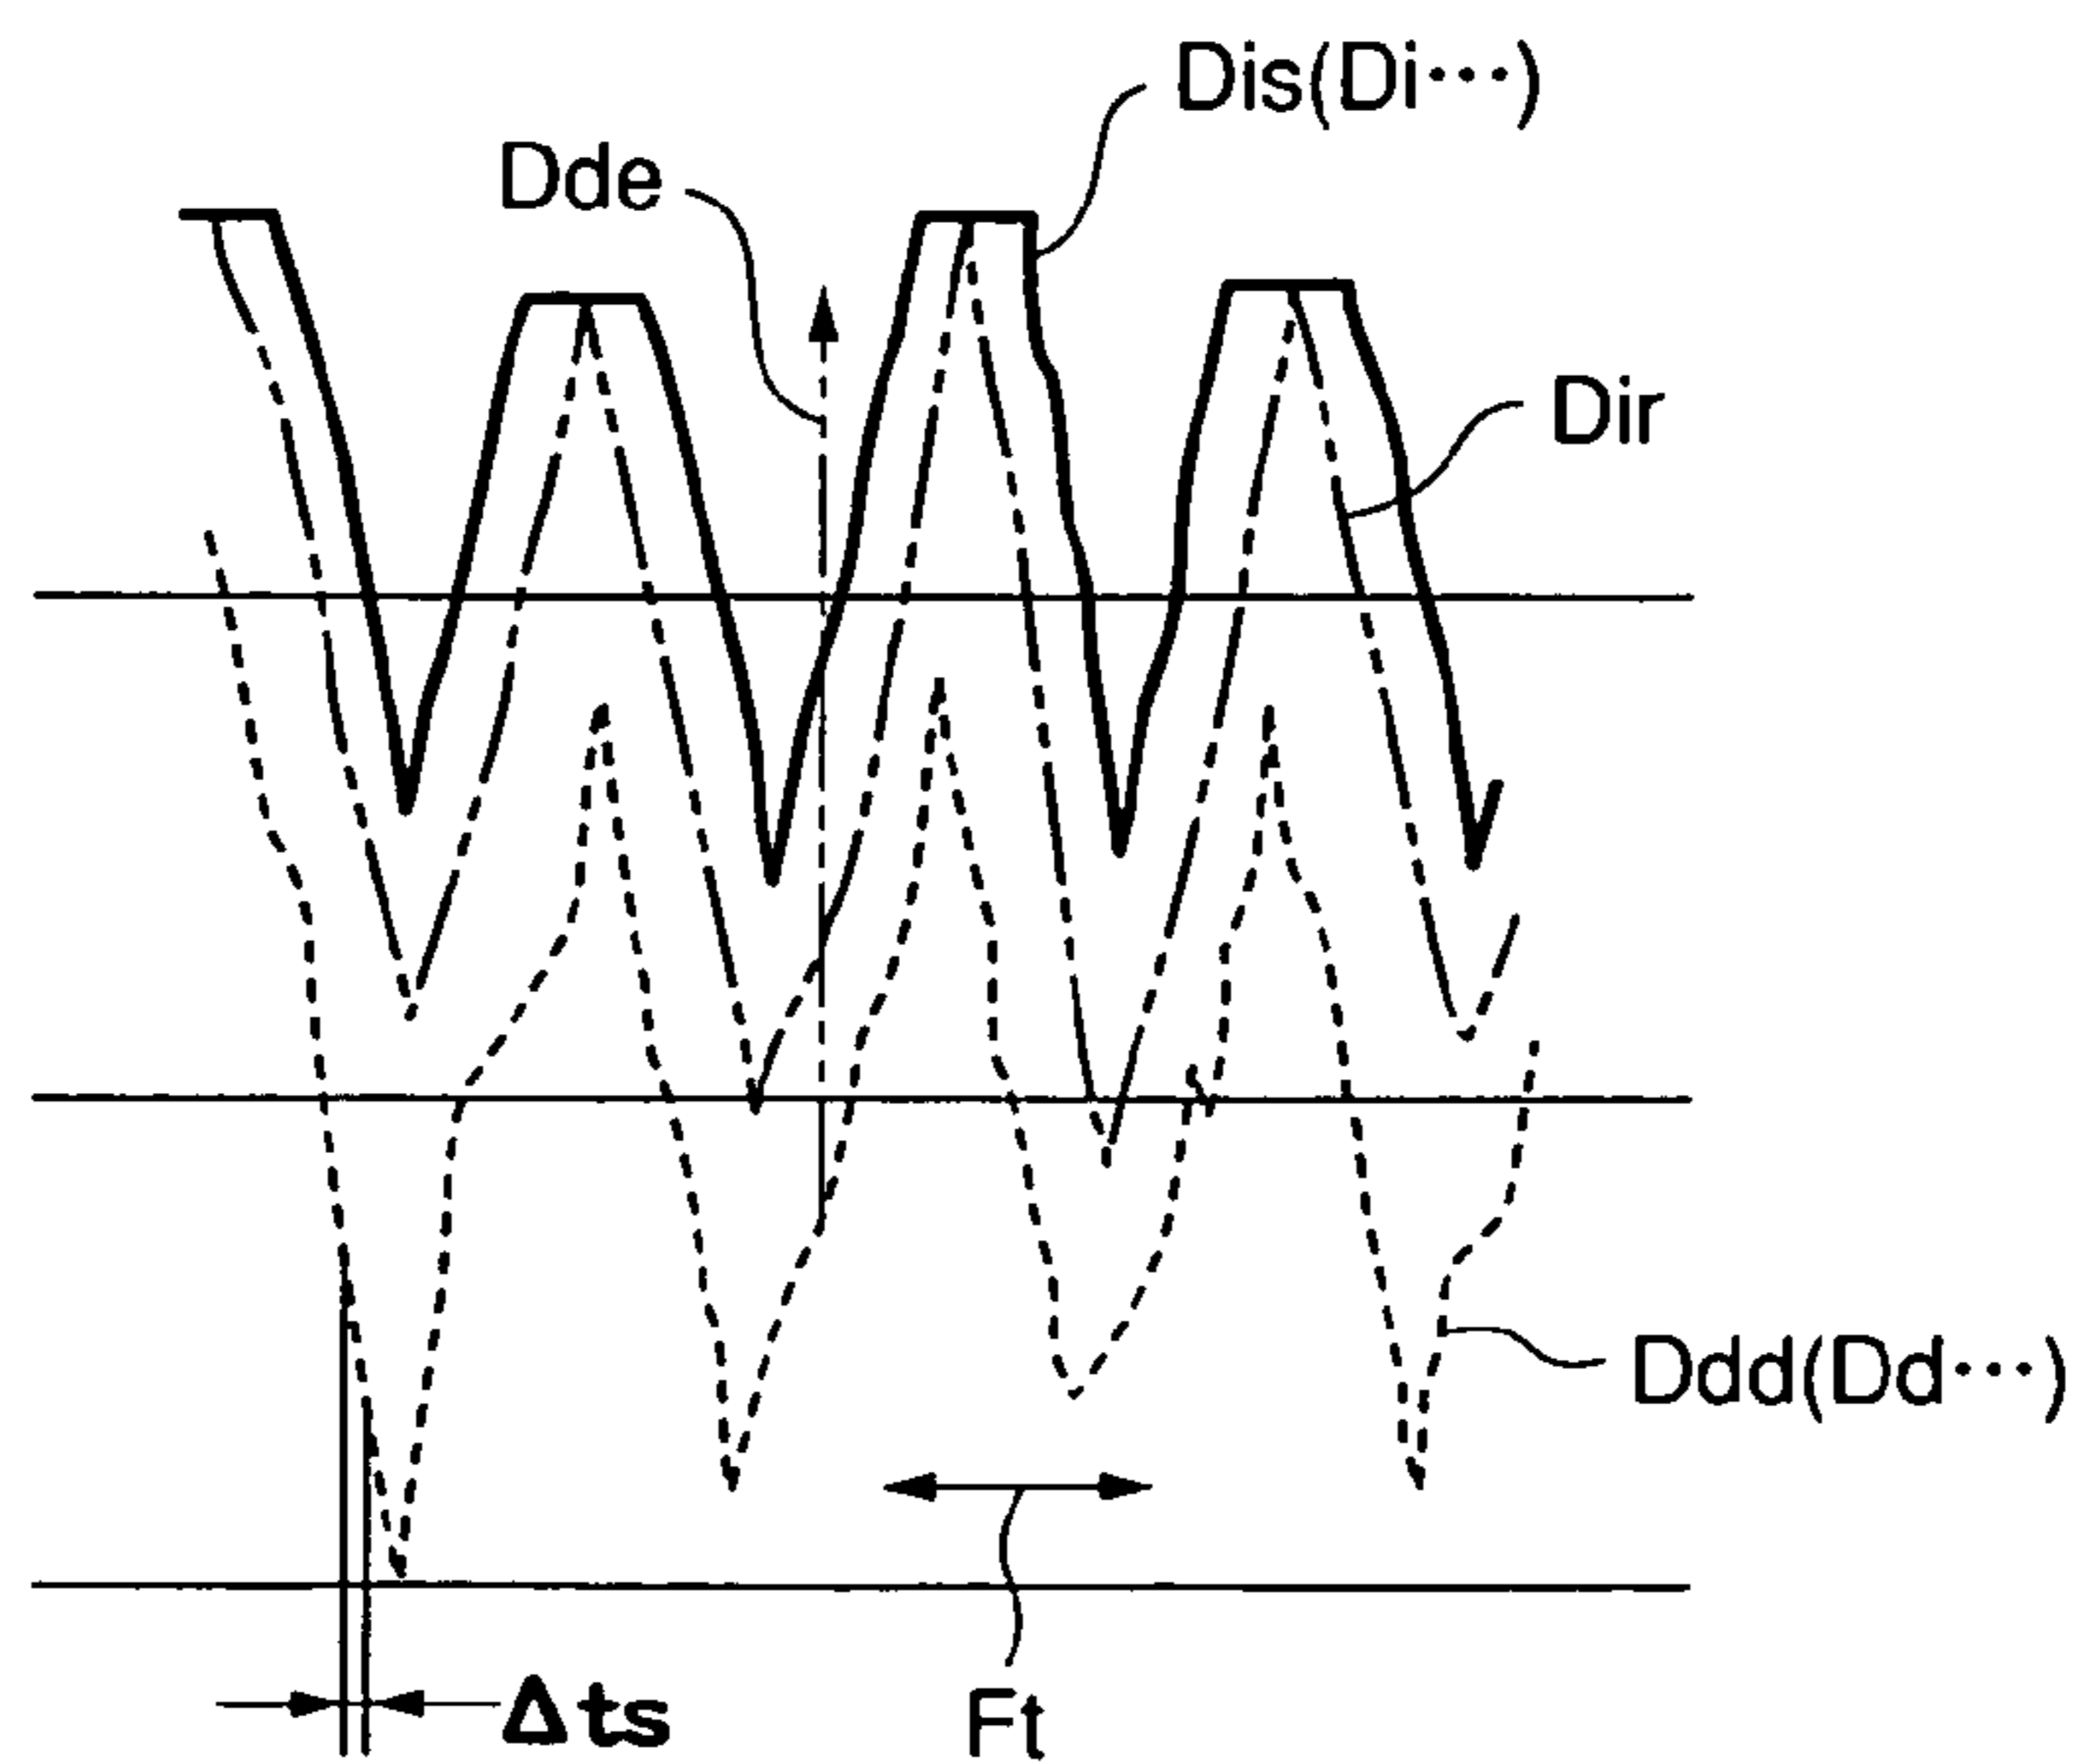 Dis(Di···)
Dde
Dir
Ddd(Dd···)
Δts
Ft